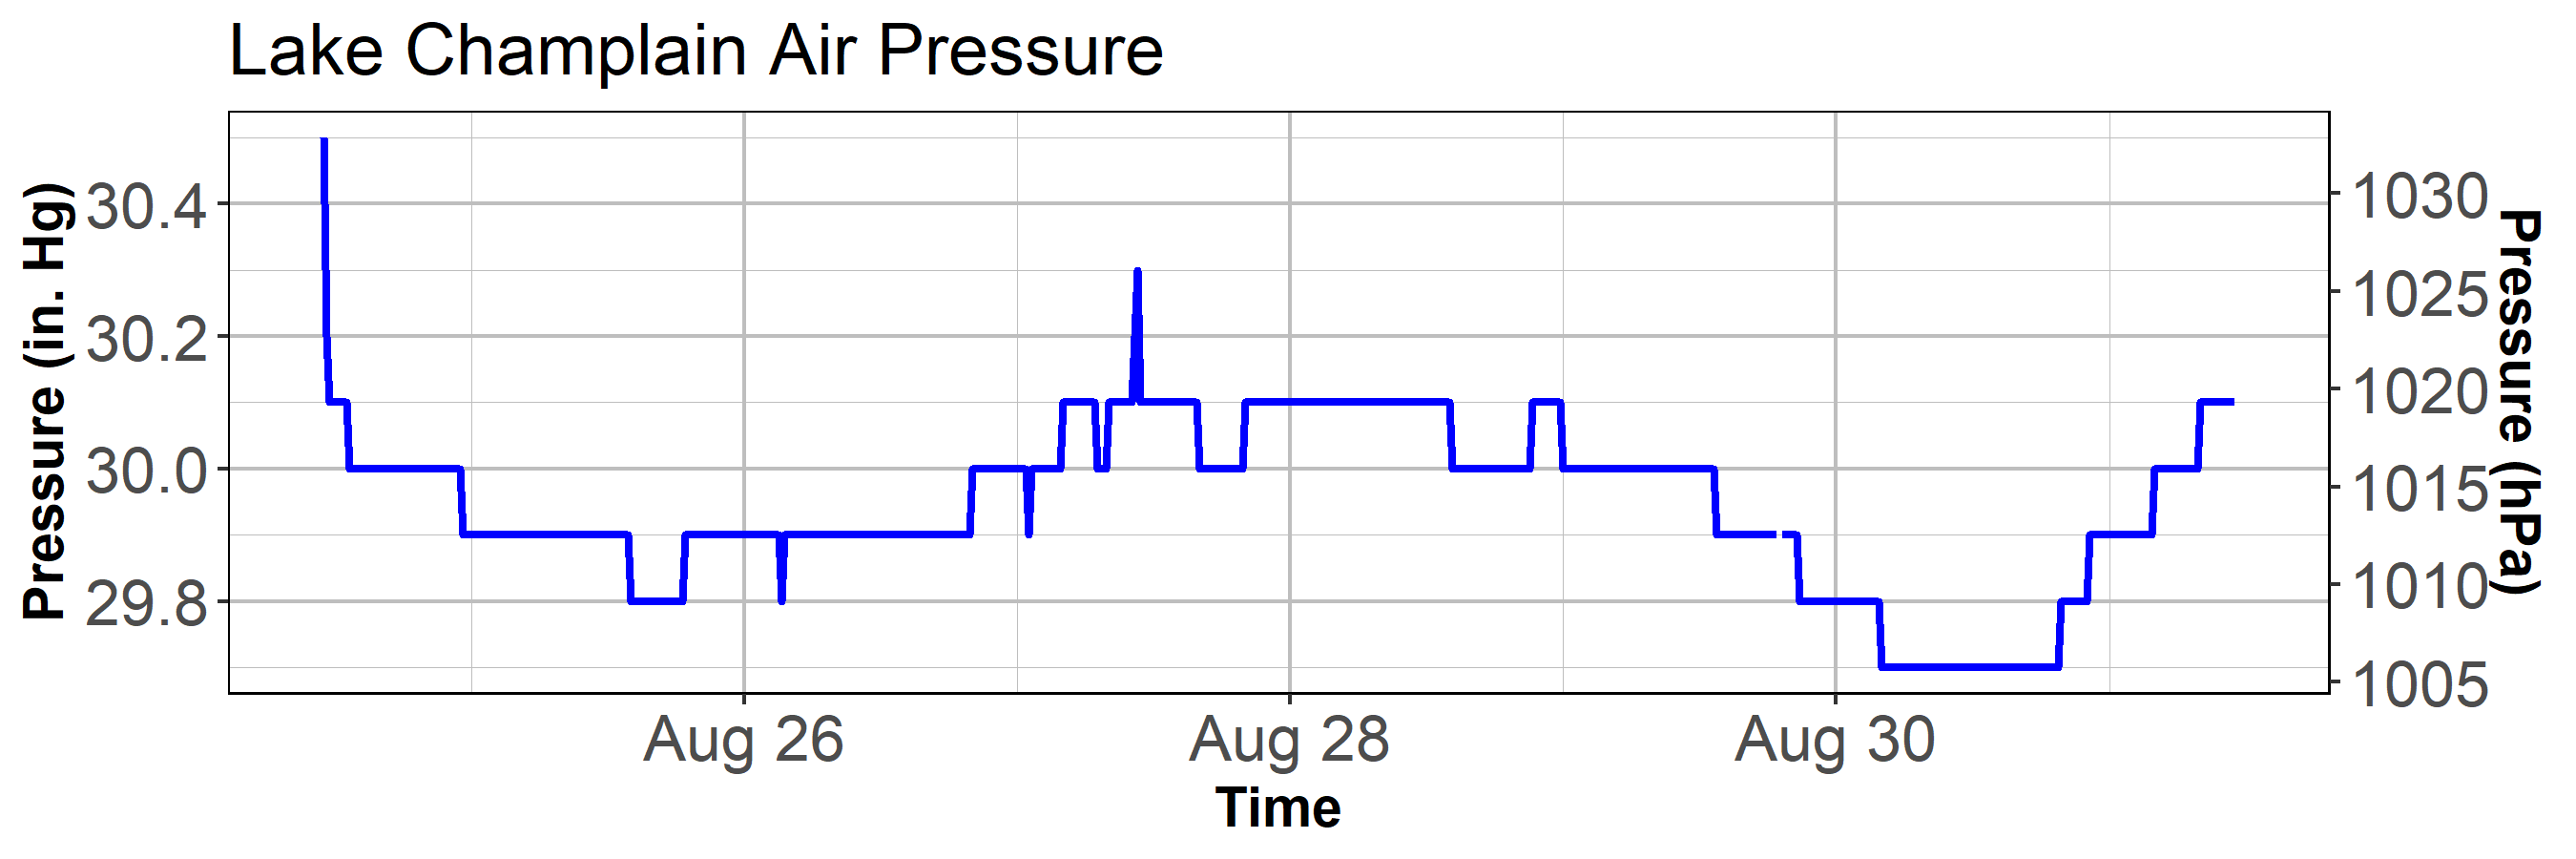 Lake Champlain Air Pressure
Pressure (in. Hg)
30.4
30.2
30.0
29.8
1030
1025
1020
1015
1010
1005
Pressure (hPa)
Aug 26 Aug 28 Aug 30
Time